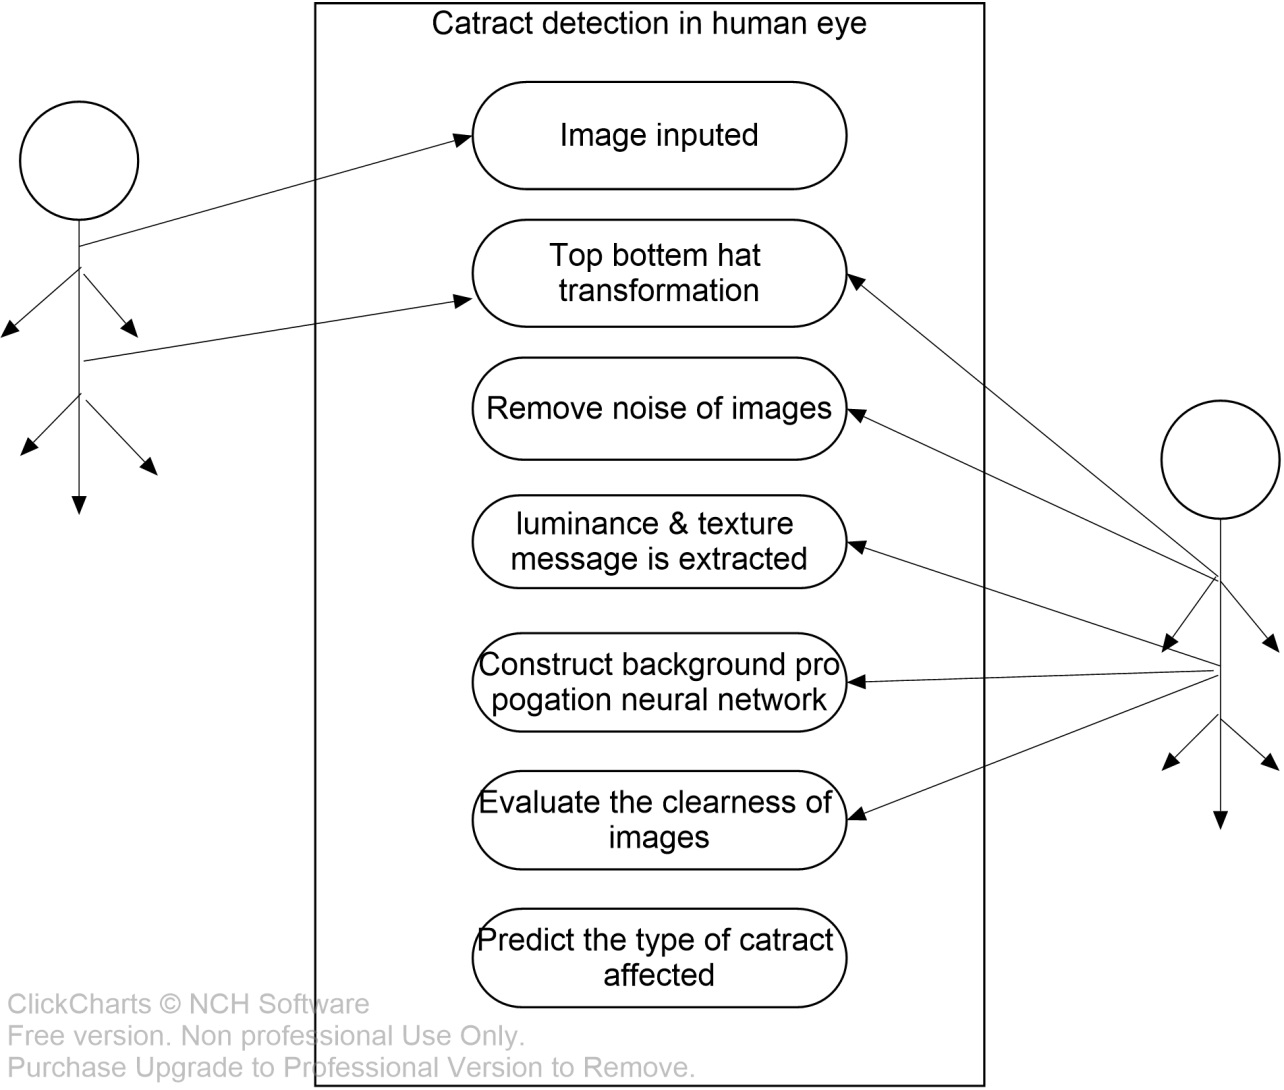 Catract detection in human eye
Image inputed
Top bottem hat
transformation
Remove noise of images
luminance & texture
message is extracted
Construct background pro
pogation neural network
Evaluate the clearness of
images
Predict the type of catract
affected
ClickCharts © NCH Software
Free version. Non professional Use Only.
Purchase Upgrade to Professional Version to Remove.